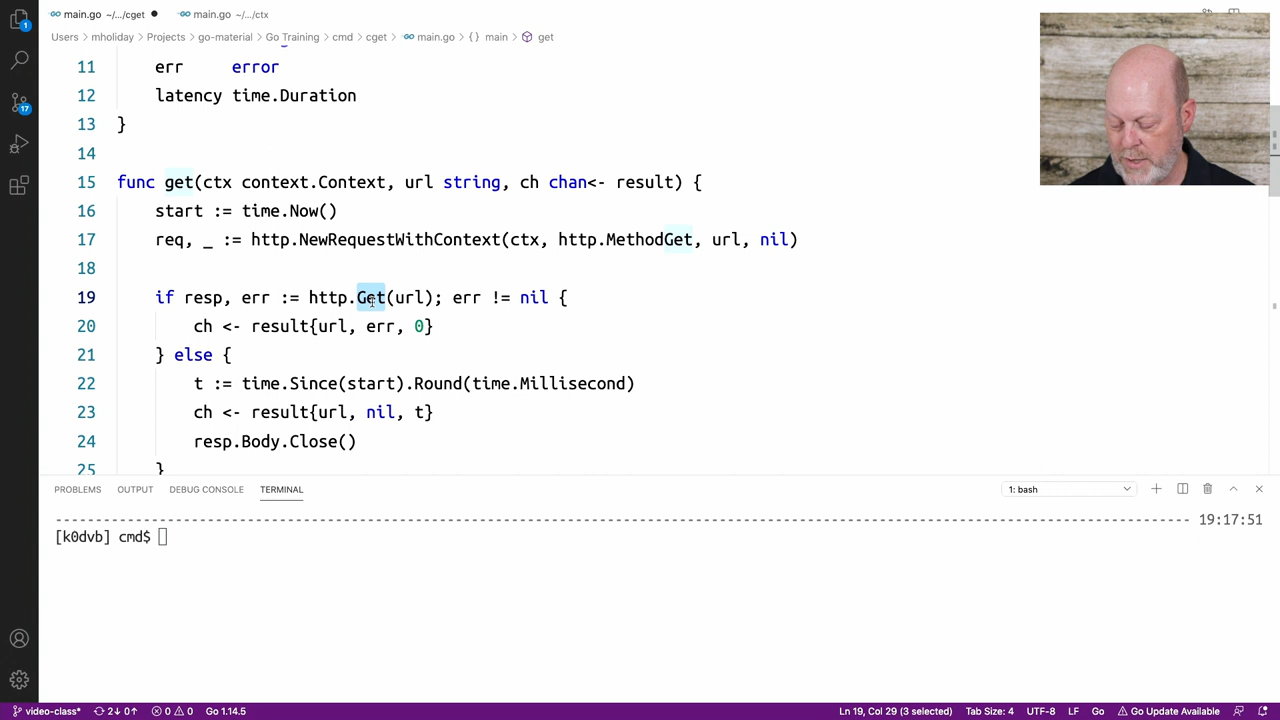 main.go ~/.../cget
main.go ~/.../ctx
Users mholiday Projects go-material Go Training cmd cget main.go {} main get
11 err error
12 latency time.Duration
13 }
14
15 func get(ctx context.Context, url string, ch chan<- result) {
16 start := time.Now()
17 req, _ := http.NewRequestWithContext(ctx, http.MethodGet, url, nil)
18
19 if resp, err := http.Get(url); err != nil {
20 ch <- result{url, err, 0}
21 } else {
22 t := time.Since(start).Round(time.Millisecond)
23 ch <- result{url, nil, t}
24 resp.Body.Close()
25 }
PROBLEMS OUTPUT DEBUG CONSOLE TERMINAL 1: bash
19:17:51
[k0dvb] cmd$
1
17
video-class* 2↓ 0↑ 0 0 Go 1.14.5 Ln 19, Col 29 (3 selected) Tab Size: 4 UTF-8 LF Go Go Update Available